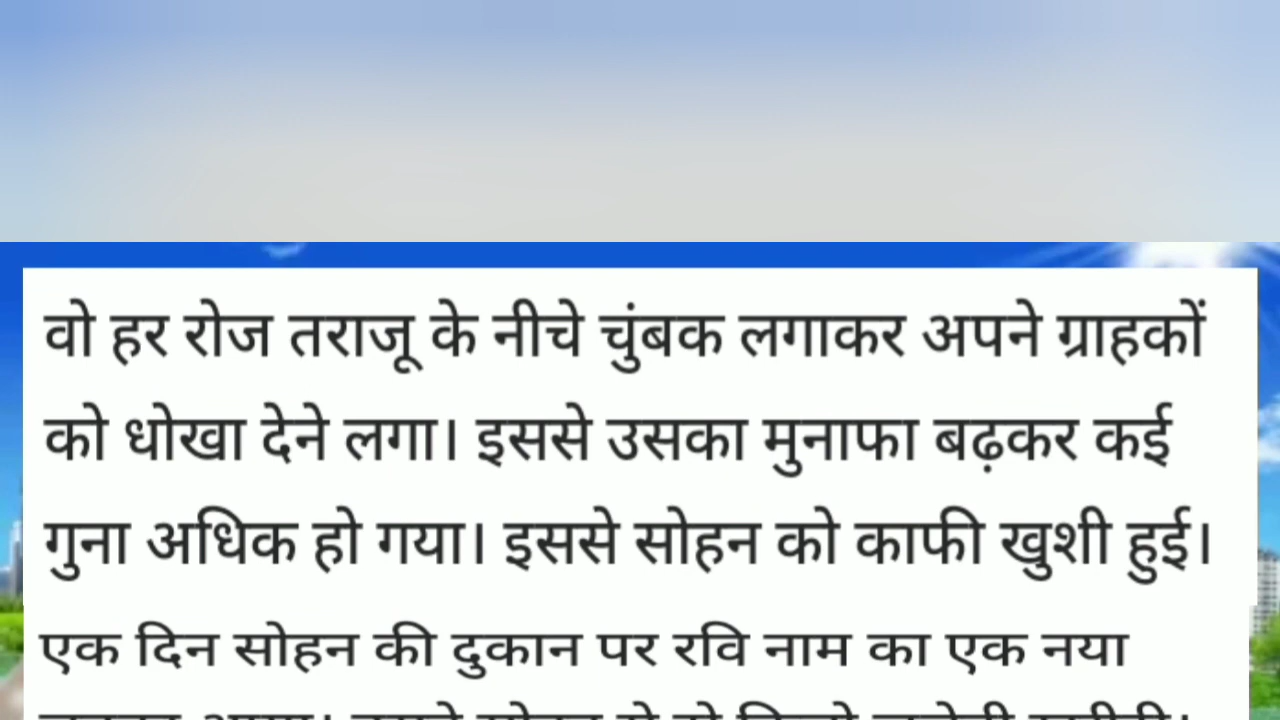 वो हर रोज तराजू के नीचे चुंबक लगाकर अपने ग्राहकों
को धोखा देने लगा। इससे उसका मुनाफा बढ़कर कई
गुना अधिक हो गया। इससे सोहन को काफी खुशी हुई।
एक दिन सोहन की दुकान पर रवि नाम का एक नया